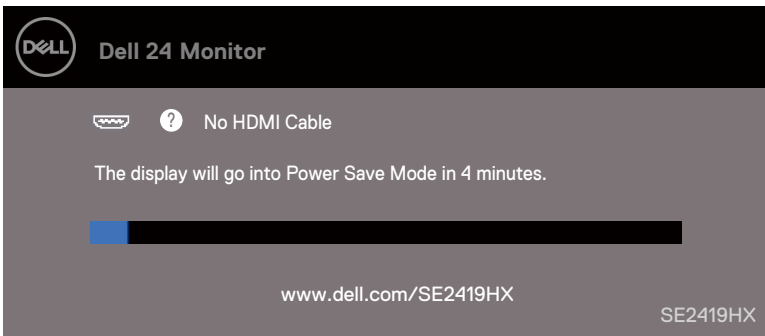 DELL
Dell 24 Monitor
? No HDMI Cable
The display will go into Power Save Mode in 4 minutes.
www.dell.com/SE2419HX
SE2419HX